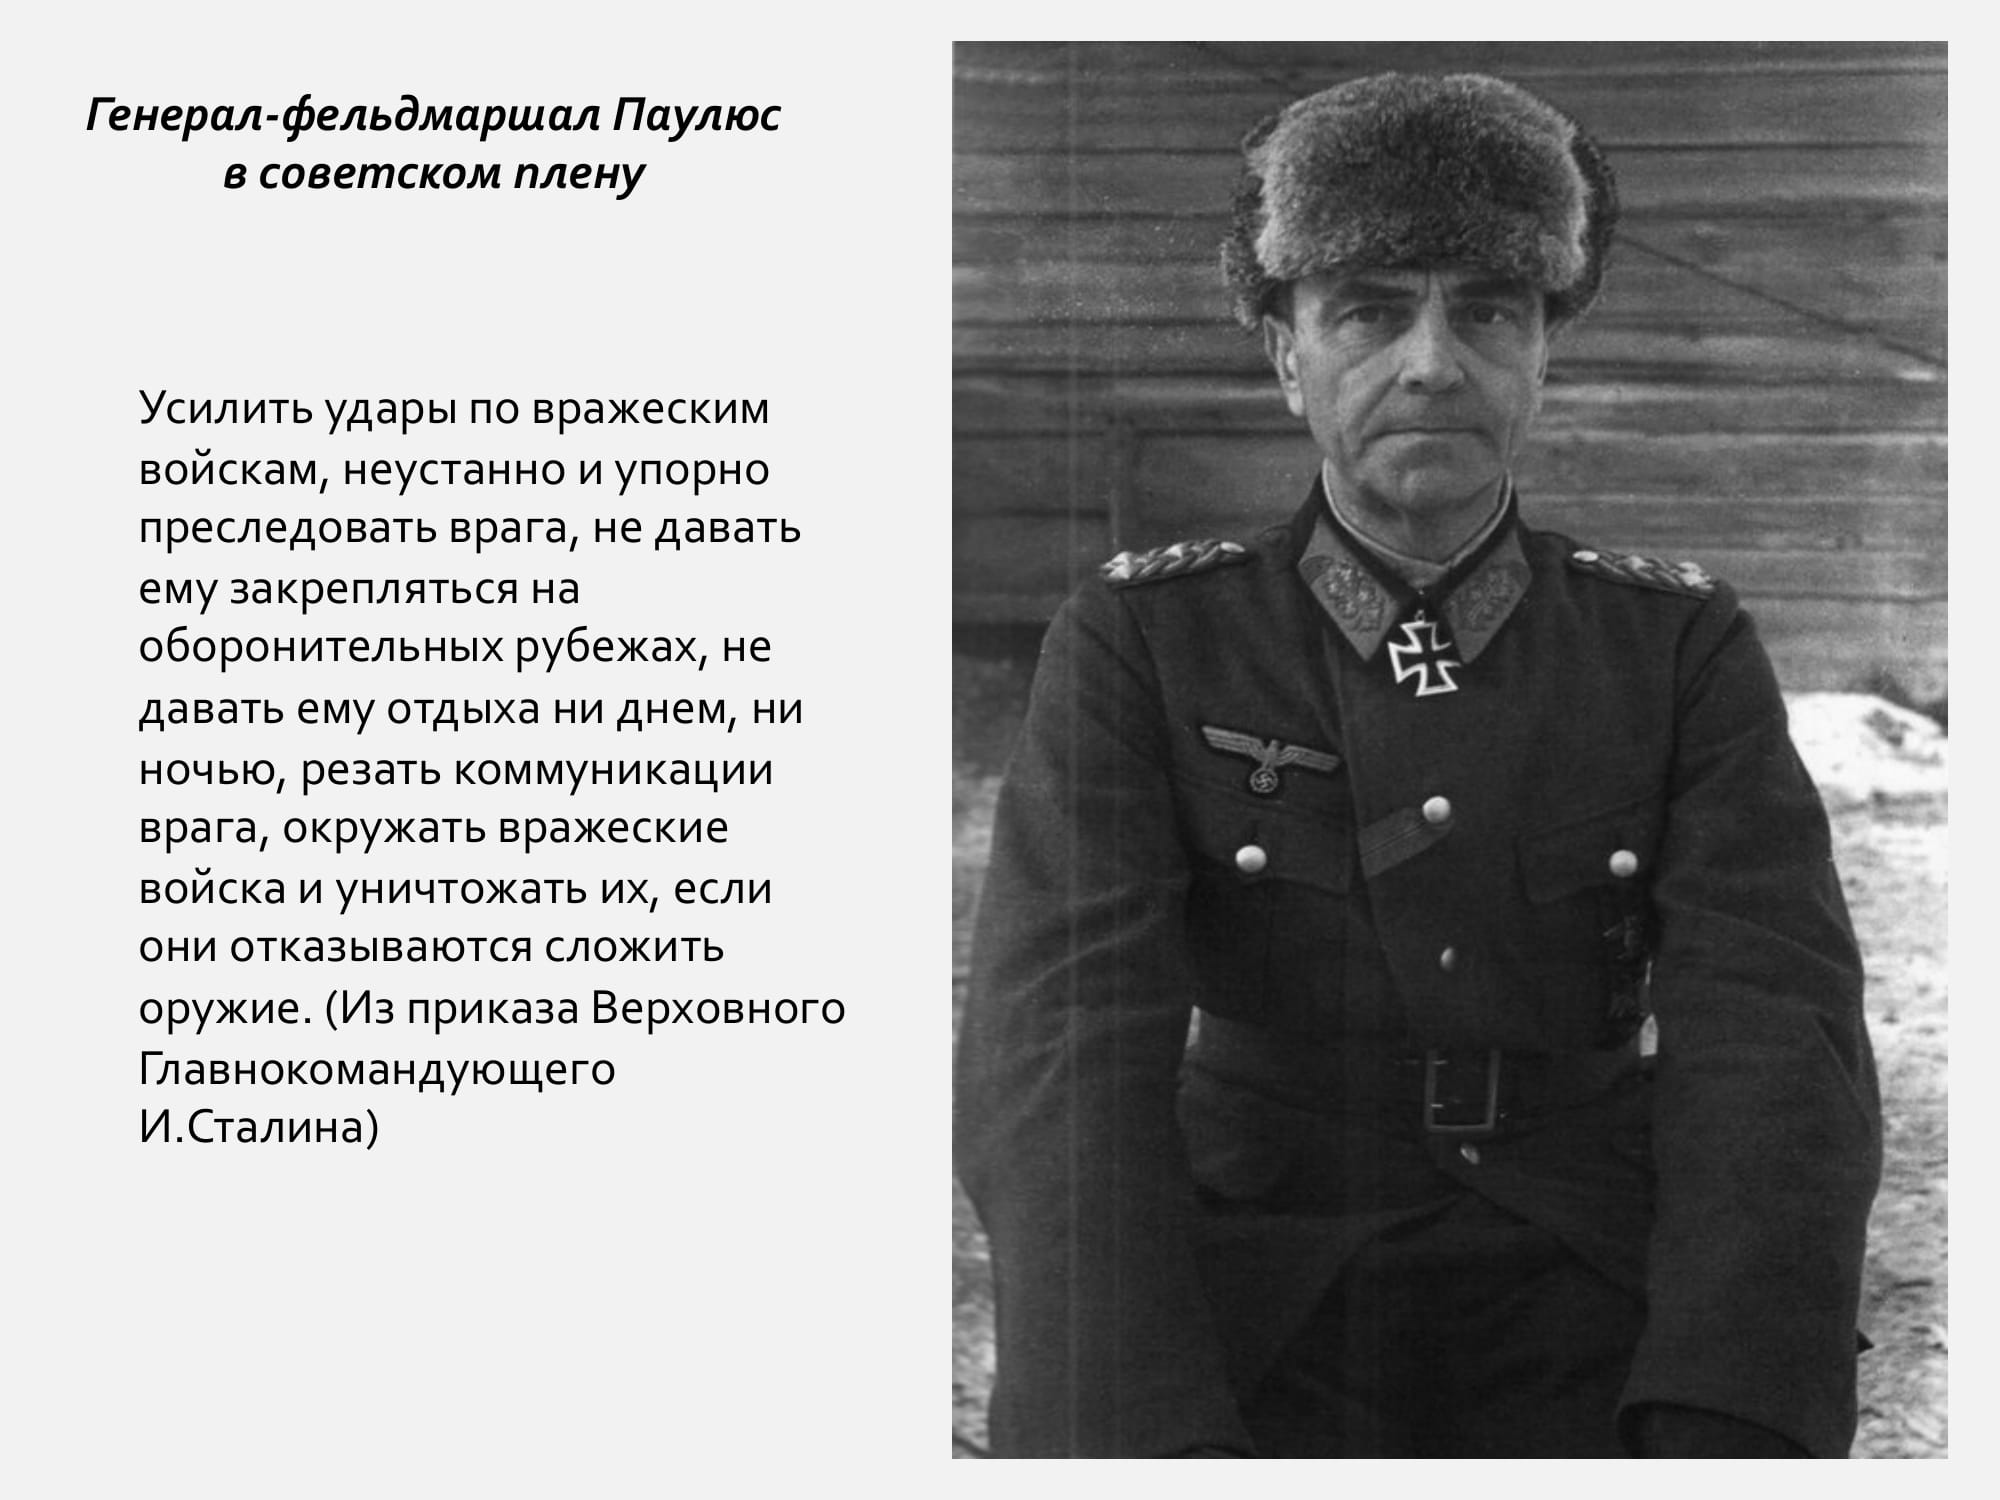 Генерал-фельдмаршал Паулюс
в советском плену
Усилить удары по вражеским
войскам, неустанно и упорно
преследовать врага, не давать
ему закрепляться на
оборонительных рубежах, не
давать ему отдыха ни днем, ни
ночью, резать коммуникации
врага, окружать вражеские
войска и уничтожать их, если
они отказываются сложить
оружие. (Из приказа Верховного
Главнокомандующего
И.Сталина)